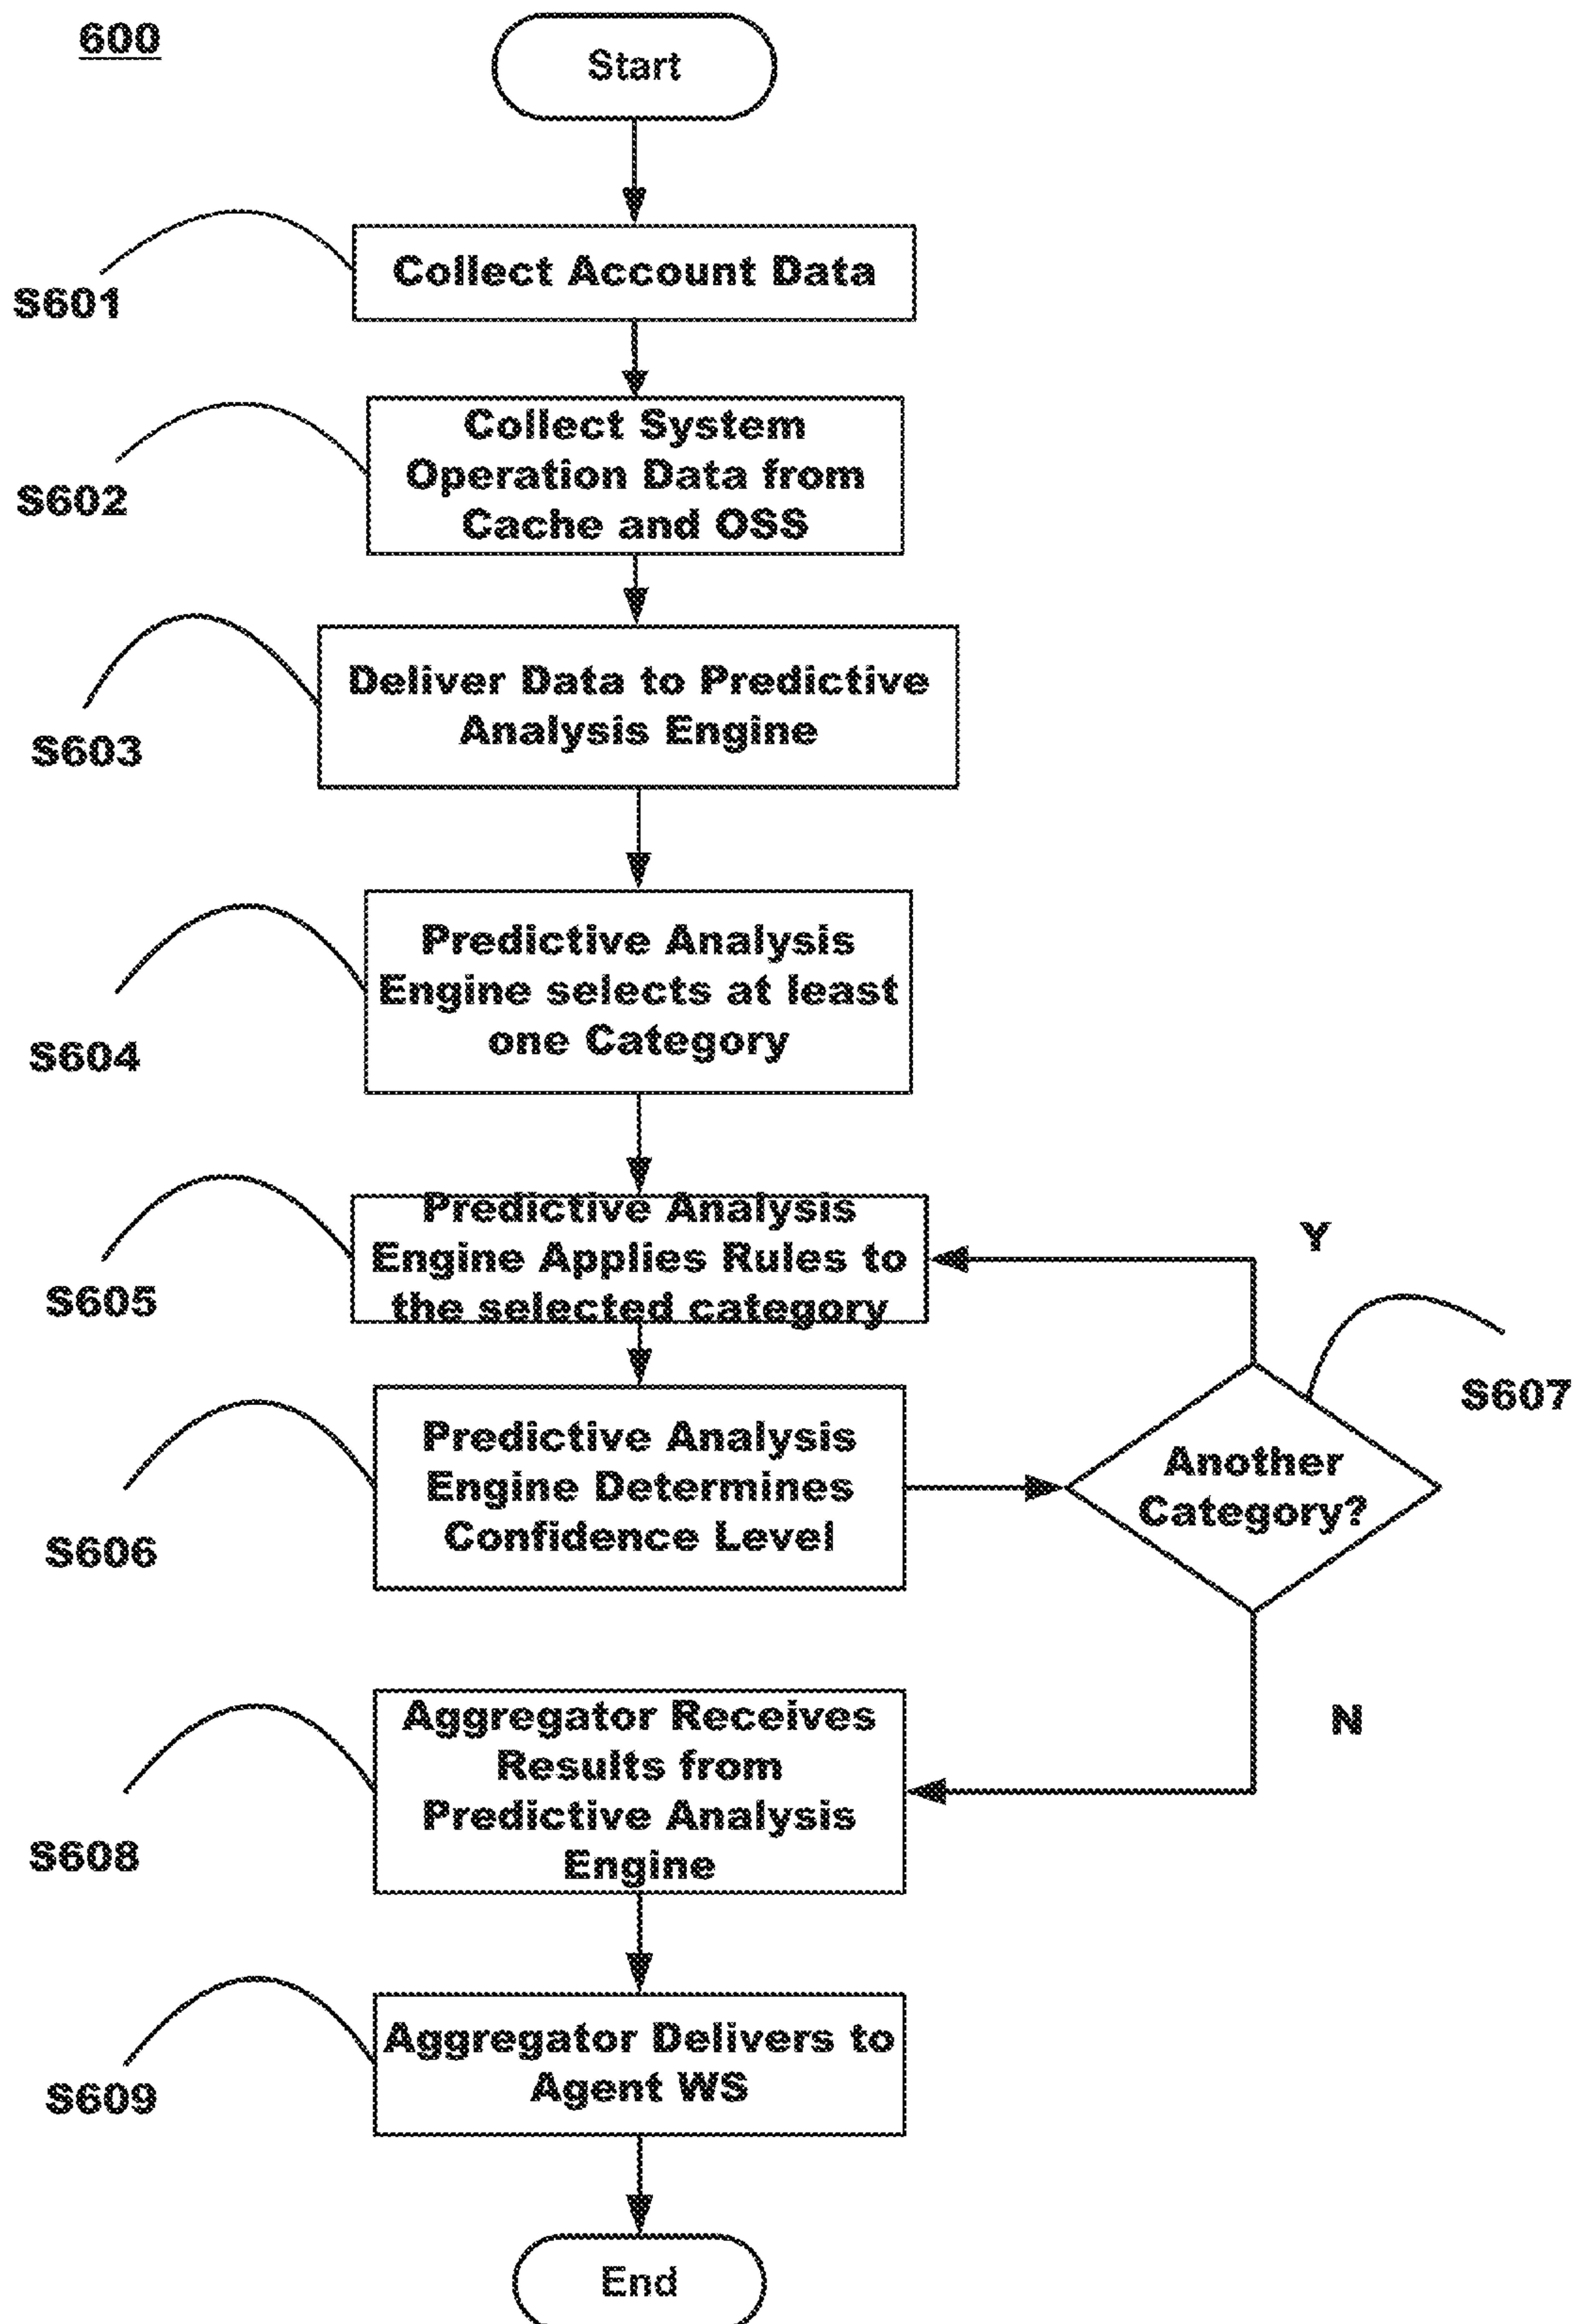 600
Start
Collect Account Data
S601
Collect System
Operation Data from
Cache and OSS
S602
Deliver Data to Predictive
Analysis Engine
S603
Predictive Analysis
Engine selects at least
one Category
S604
Predictive Analysis
Engine Applies Rules to
the selected category
S605
Y
S607
Predictive Analysis
Engine Determines
Confidence Level
S606
Another
Category?
N
Aggregator Receives
Results from
Predictive Analysis
Engine
S608
Aggregator Delivers to
Agent WS
S609
End